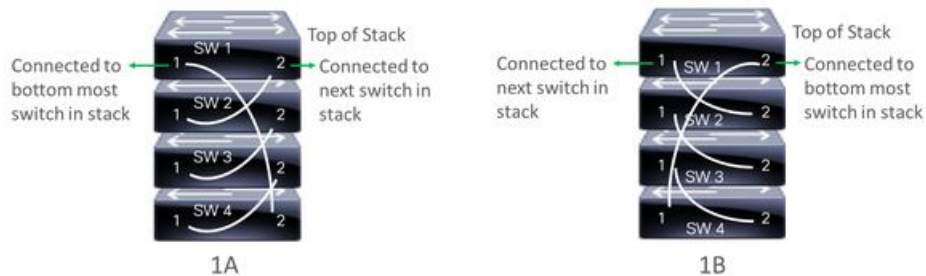 Top of Stack
Connected to
bottom most
switch in stack
SW 1
1
2
Connected to
next switch in
stack
SW 2
1
2
SW 3
1
2
SW 4
1
2
1A
Top of Stack
Connected to
next switch in
stack
1
SW 1
2
Connected to
bottom most
switch in stack
1
SW 2
2
1
SW 3
2
1
SW 4
2
1B